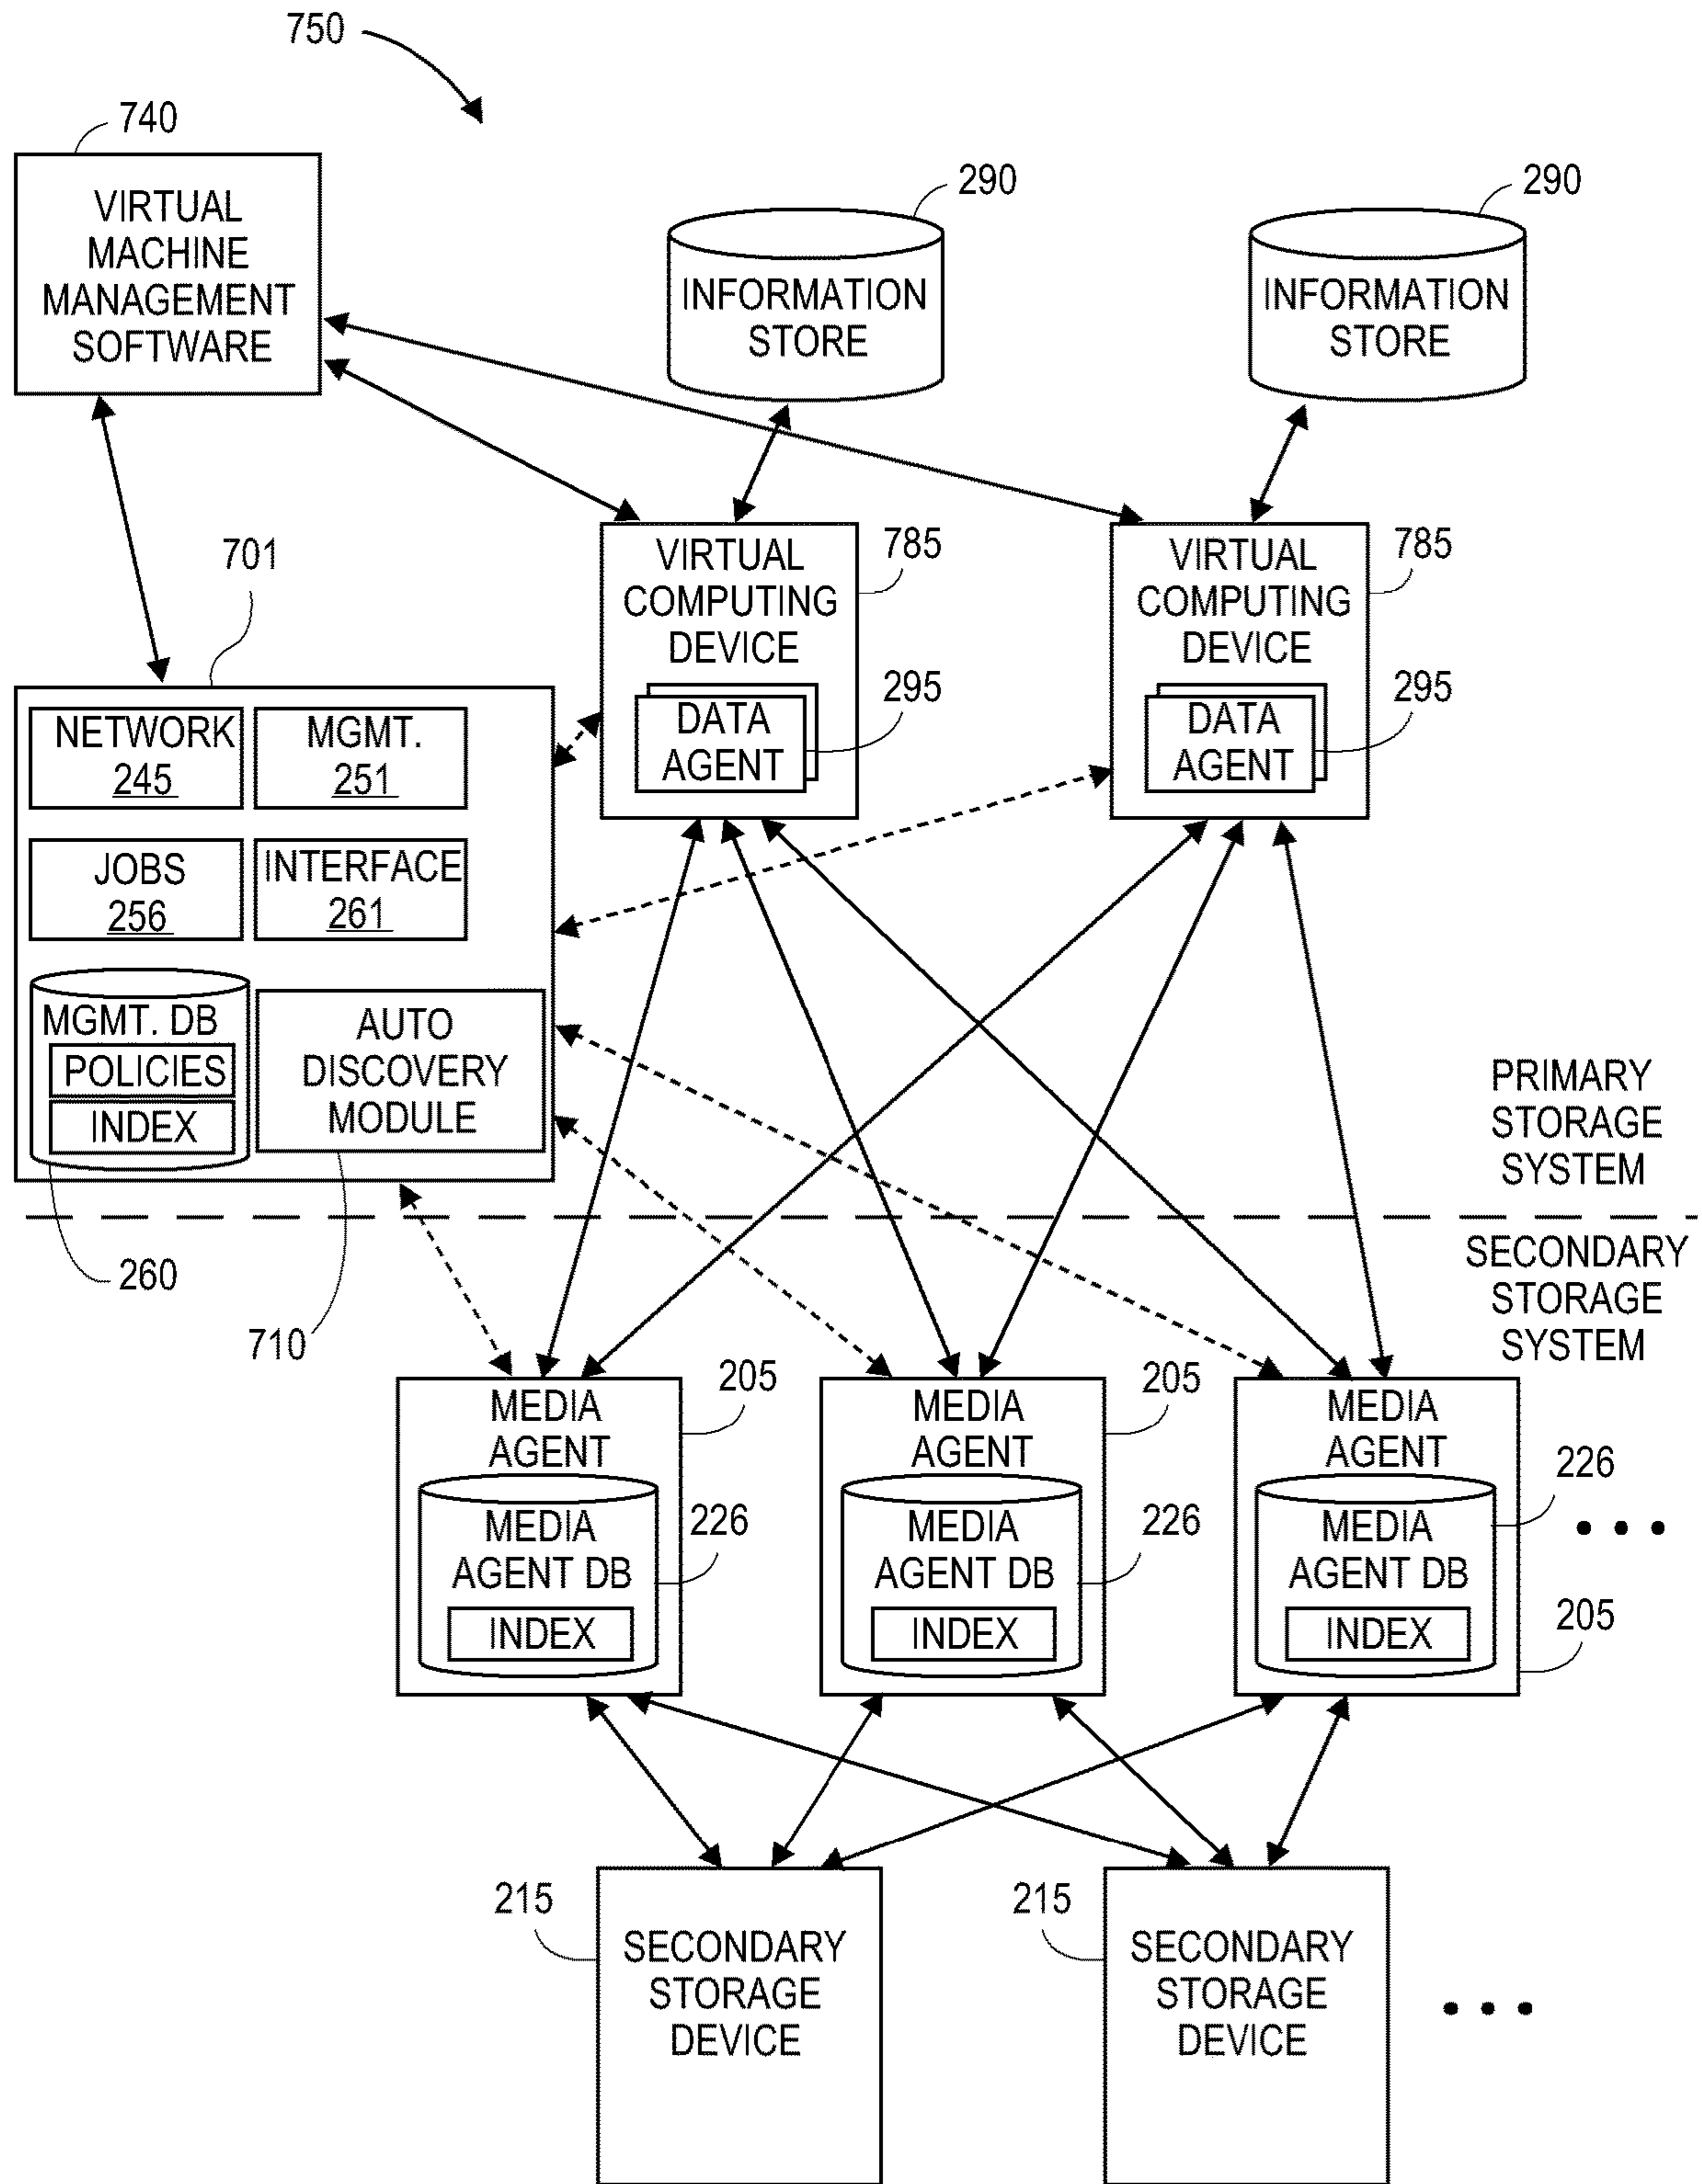 750
740
VIRTUAL
MACHINE
MANAGEMENT
SOFTWARE
290
INFORMATION
STORE
290
INFORMATION
STORE
701
785
VIRTUAL
COMPUTING
DEVICE
295
DATA
AGENT
785
VIRTUAL
COMPUTING
DEVICE
295
DATA
AGENT
NETWORK
245
MGMT.
251
JOBS
256
INTERFACE
261
MGMT. DB
POLICIES
INDEX
AUTO
DISCOVERY
MODULE
260
710
PRIMARY
STORAGE
SYSTEM
SECONDARY
STORAGE
SYSTEM
205
MEDIA
AGENT
226
MEDIA
AGENT DB
INDEX
205
MEDIA
AGENT
226
MEDIA
AGENT DB
INDEX
MEDIA
AGENT
226
MEDIA
AGENT DB
INDEX
205
• • •
215
SECONDARY
STORAGE
DEVICE
215
SECONDARY
STORAGE
DEVICE
• • •